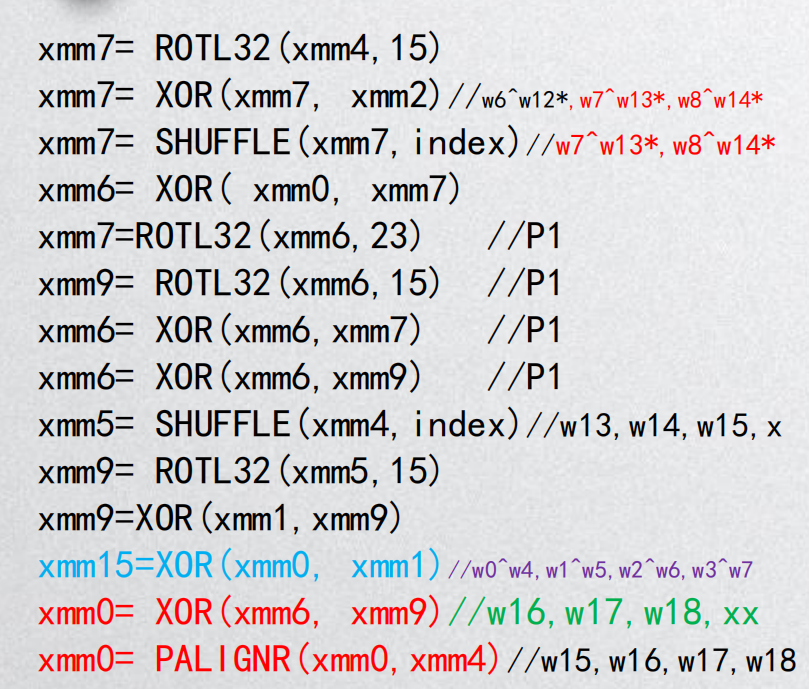 xmm7= ROTL32(xmm4,15)
xmm7= XOR(xmm7, xmm2)//w6^w12*,w7^w13*,w8^w14*
xmm7= SHUFFLE(xmm7,index)//w7^w13*,w8^w14*
xmm6= XOR( xmm0, xmm7)
xmm7=ROTL32(xmm6,23) //P1
xmm9= ROTL32(xmm6,15) //P1
xmm6= XOR(xmm6,xmm7) //P1
xmm6= XOR(xmm6,xmm9) //P1
xmm5= SHUFFLE(xmm4,index)//w13,w14,w15,x
xmm9= ROTL32(xmm5,15)
xmm9=XOR(xmm1,xmm9)
xmm15=XOR(xmm0, xmm1)//w0^w4,w1^w5,w2^w6,w3^w7
xmm0= XOR(xmm6, xmm9)//w16,w17,w18,xx
xmm0= PALIGNR(xmm0,xmm4)//w15,w16,w17,w18